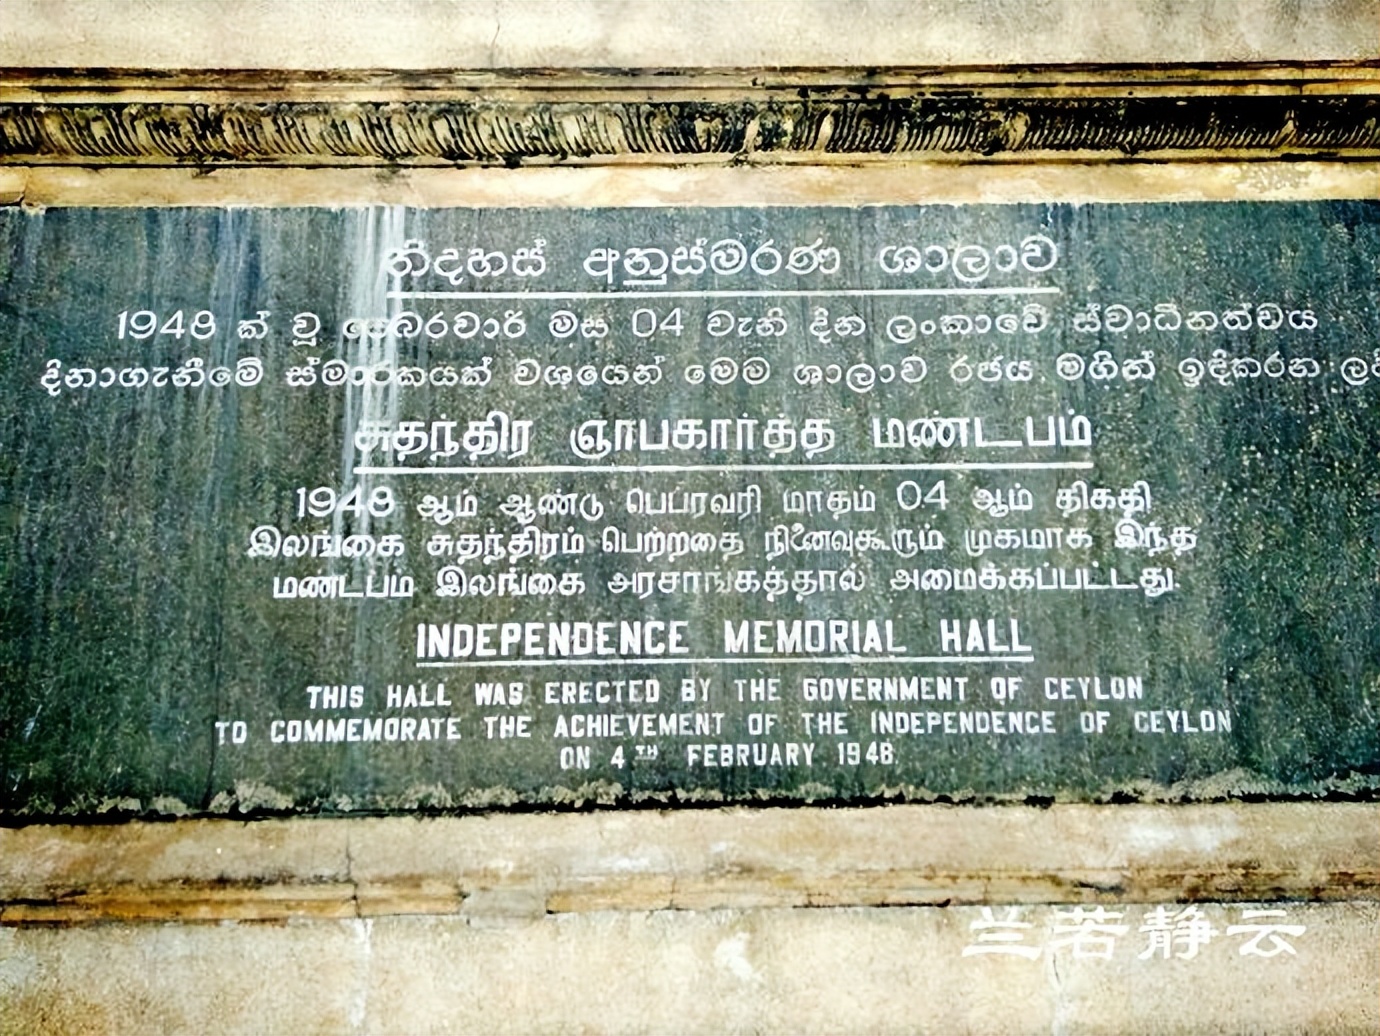 නිදහස් අනුස්මරණ ශාලාව
1948 ක් වූ පෙබරවාරි මස 04 වැනි දින ලංකාවේ ස්වාධීනත්වය
දිනාගැනීමේ ස්මාරකයක් වශයෙන් මෙම ශාලාව රජය මගින් ඉදිකරන
சுதந்திர ஞாபகார்த்த மண்டபம்
1948 ஆம் ஆண்டு பெப்ரவரி மாதம் 04 ஆம் திகதி
இலங்கை சுதந்திரம் பெற்றதை நினைவுகூரும் முகமாக இந்த
மண்டபம் இலங்கை அரசாங்கத்தால் அமைக்கப்பட்டது.
INDEPENDENCE MEMORIAL HALL
THIS HALL WAS ERECTED BY THE GOVERNMENT OF CEYLON
TO COMMEMORATE THE ACHIEVEMENT OF THE INDEPENDENCE OF CEYLON
ON 4TH FEBRUARY 1948.
兰若静云